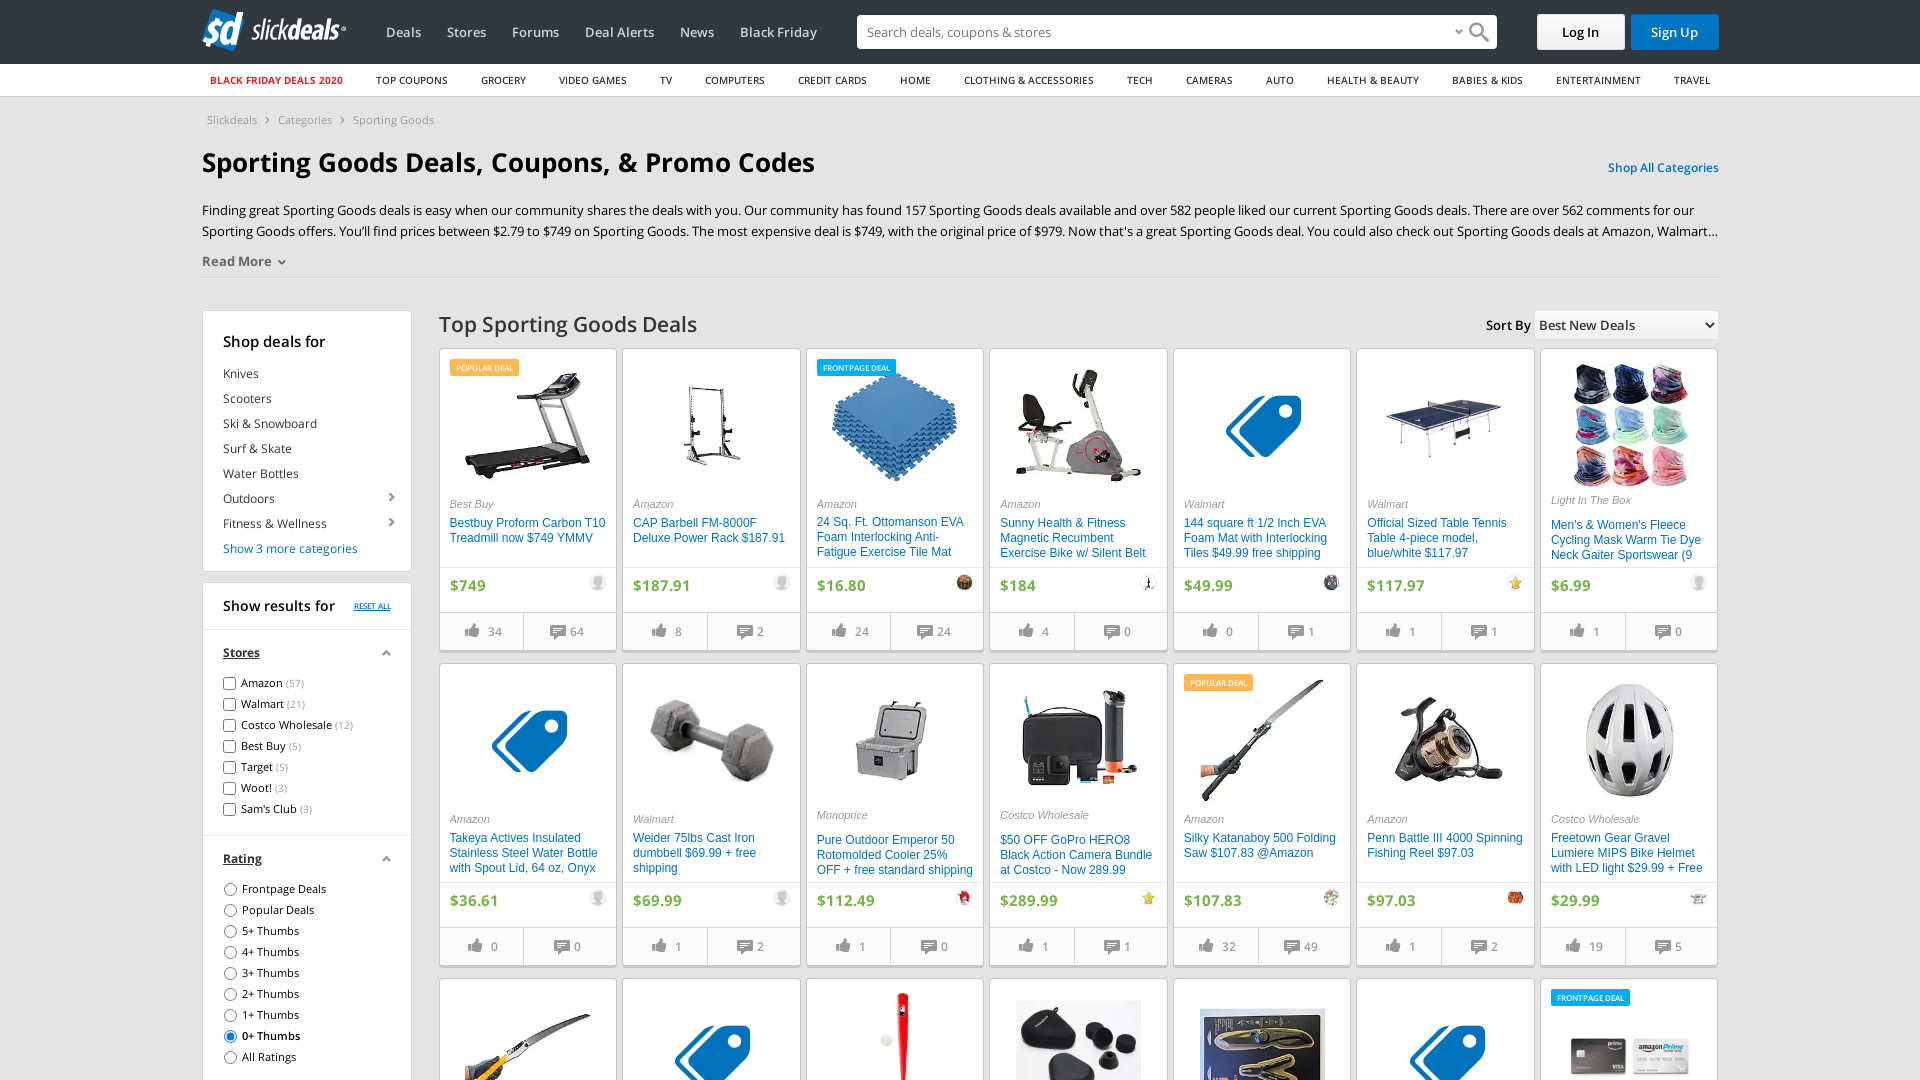 sd slickdeals
Deals Stores Forums Deal Alerts News Black Friday
Search deals, coupons & shares
Log In Sign Up
BLACK FRIDAY DEALS 2020 TOP COUPONS GROCERY VIDEO GAMES TV COMPUTERS CREDIT CARDS HOME CLOTHING & ACCESSORIES TECH CAMERAS AUTO HEALTH & BEAUTY BABIES & KIDS ENTERTAINMENT TRAVEL
Slickdeals Categories Sporting Goods
Sporting Goods Deals, Coupons, & Promo Codes
Shop All Categories
Finding great Sporting Goods deals is easy when our community shares the deals with you. Our community has found 157 Sporting Goods deals available and over 582 people liked our current Sporting Goods deals. There are over 562 comments for our
Sporting Goods offers. You’ll find prices between $2.79 to $749 on Sporting Goods. The most expensive deal is $749, with the original price of $979. Now that's a great Sporting Goods deal. You could also check out Sporting Goods deals at Amazon, Walmart…
Read More
Shop deals for
Knives
Scooters
Ski & Snowboard
Surf & Skate
Water Bottles
Outdoors
Fitness & Wellness
Show 3 more categories
Show results for RESET ALL
Stores
Amazon (57)
Walmart (21)
Costco Wholesale (12)
Best Buy (5)
Target (5)
Woot! (3)
Sam's Club (3)
Rating
Frontpage Deals
Popular Deals
5+ Thumbs
4+ Thumbs
3+ Thumbs
2+ Thumbs
1+ Thumbs
0+ Thumbs
All Ratings
Top Sporting Goods Deals
Sort By Best New Deals
POPULAR DEAL
Best Buy
Bestbuy Proform Carbon T10
Treadmill now $749 YMMV
$749
34 64
Amazon
CAP Barbell FM-8000F
Deluxe Power Rack $187.91
$187.91
8 2
FRONTPAGE DEAL
Amazon
24 Sq. Ft. Ottomanson EVA
Foam Interlocking Anti-
Fatigue Exercise Tile Mat
$16.80
24 24
Amazon
Sunny Health & Fitness
Magnetic Recumbent
Exercise Bike w/ Silent Belt
$184
4 0
Walmart
144 square ft 1/2 Inch EVA
Foam Mat with Interlocking
Tiles $49.99 free shipping
$49.99
0 1
Walmart
Official Sized Table Tennis
Table 4-piece model,
blue/white $117.97
$117.97
1 1
Light In The Box
Men's & Women's Fleece
Cycling Mask Warm Tie Dye
Neck Gaiter Sportswear (9
$6.99
1 0
Amazon
Takeya Actives Insulated
Stainless Steel Water Bottle
with Spout Lid, 64 oz, Onyx
$36.61
0 0
Walmart
Weider 75lbs Cast Iron
dumbbell $69.99 + free
shipping
$69.99
1 2
Monoprice
Pure Outdoor Emperor 50
Rotomolded Cooler 25%
OFF + free standard shipping
$112.49
1 0
Costco Wholesale
$50 OFF GoPro HERO8
Black Action Camera Bundle
at Costco - Now 289.99
$289.99
1 1
POPULAR DEAL
Amazon
Silky Katanaboy 500 Folding
Saw $107.83 @Amazon
$107.83
32 49
Amazon
Penn Battle III 4000 Spinning
Fishing Reel $97.03
$97.03
1 2
Costco Wholesale
Freetown Gear Gravel
Lumiere MIPS Bike Helmet
with LED light $29.99 + Free
$29.99
19 5
FRONTPAGE DEAL
prime
VISA
amazonPrime